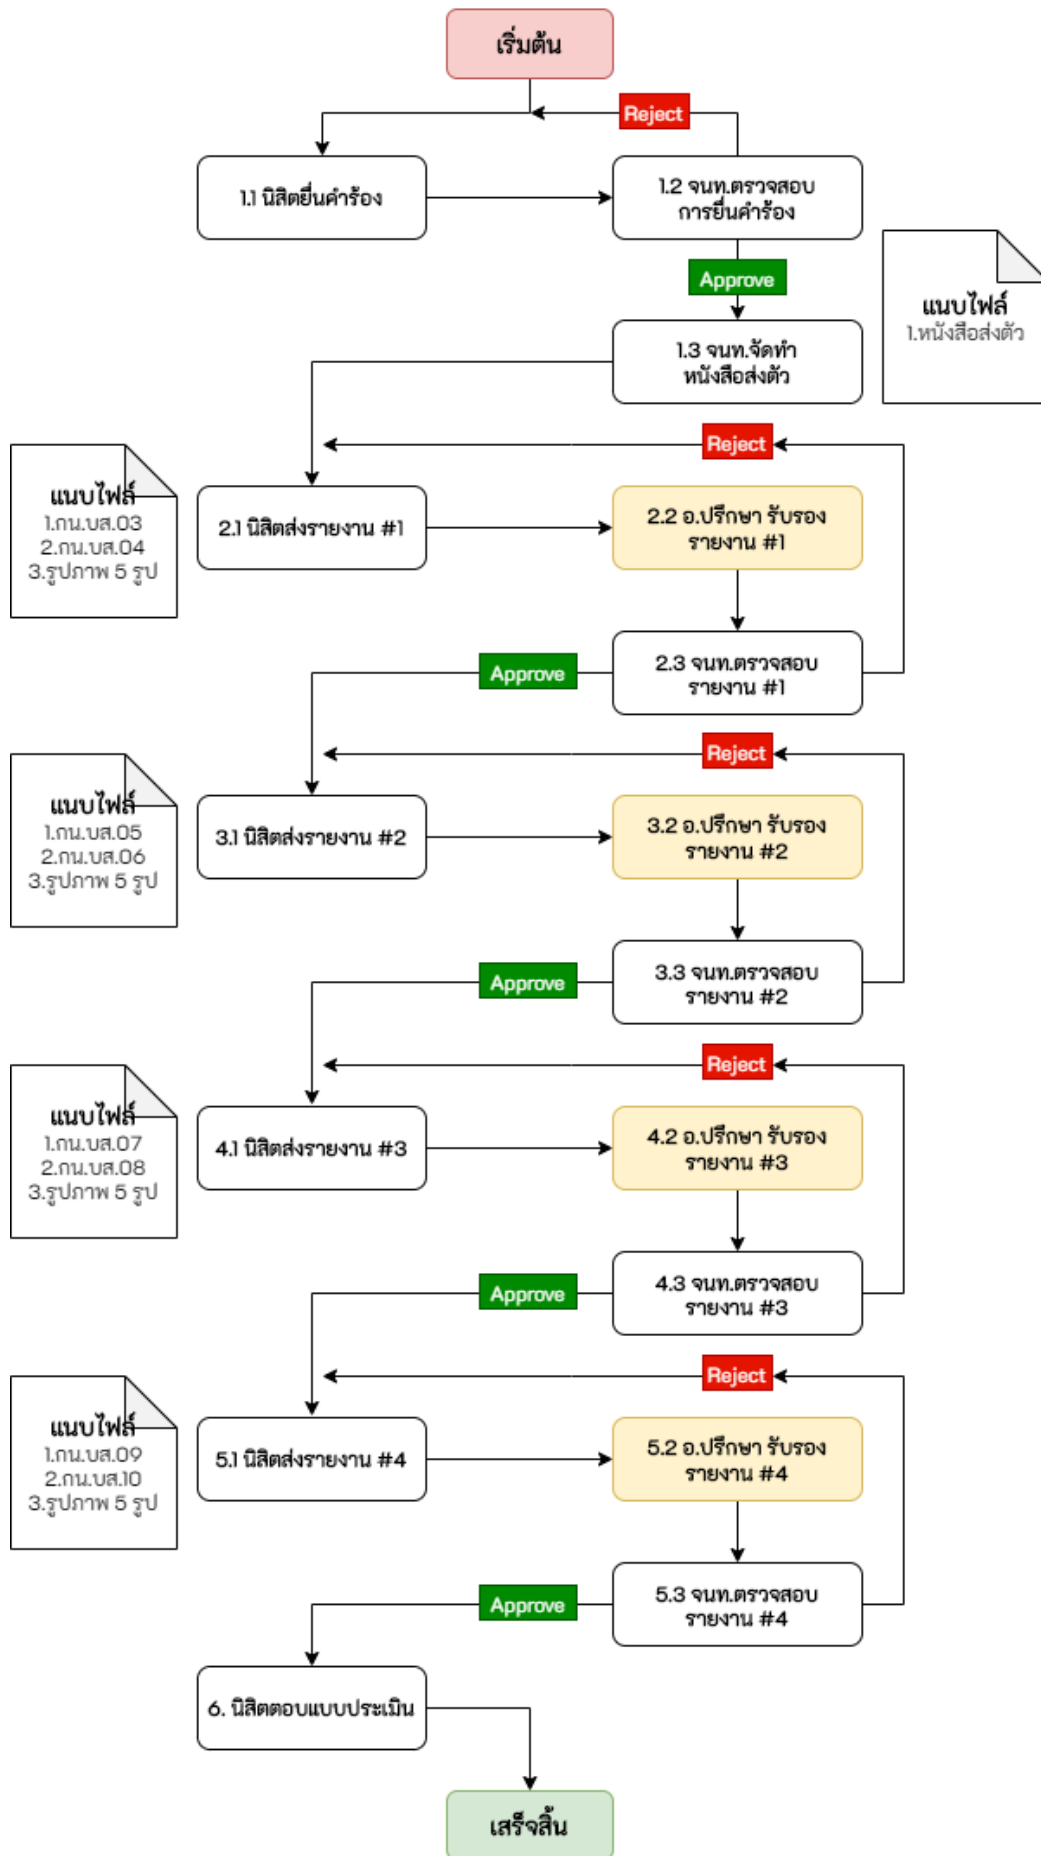 เริ่มต้น
Reject
1.1 นิสิตยื่นคำร้อง
1.2 จนท.ตรวจสอบ
การยื่นคำร้อง
Approve
แนบไฟล์
1.หนังสือส่งตัว
1.3 จนท.จัดทำ
หนังสือส่งตัว
Reject
แนบไฟล์
1.กน.บส.03
2.กน.บส.04
3.รูปภาพ 5 รูป
2.1 นิสิตส่งรายงาน #1
2.2 อ.ปรึกษา รับรอง
รายงาน #1
Approve
2.3 จนท.ตรวจสอบ
รายงาน #1
Reject
แนบไฟล์
1.กน.บส.05
2.กน.บส.06
3.รูปภาพ 5 รูป
3.1 นิสิตส่งรายงาน #2
3.2 อ.ปรึกษา รับรอง
รายงาน #2
Approve
3.3 จนท.ตรวจสอบ
รายงาน #2
Reject
แนบไฟล์
1.กน.บส.07
2.กน.บส.08
3.รูปภาพ 5 รูป
4.1 นิสิตส่งรายงาน #3
4.2 อ.ปรึกษา รับรอง
รายงาน #3
Approve
4.3 จนท.ตรวจสอบ
รายงาน #3
Reject
แนบไฟล์
1.กน.บส.09
2.กน.บส.10
3.รูปภาพ 5 รูป
5.1 นิสิตส่งรายงาน #4
5.2 อ.ปรึกษา รับรอง
รายงาน #4
Approve
5.3 จนท.ตรวจสอบ
รายงาน #4
6. นิสิตตอบแบบประเมิน
เสร็จสิ้น